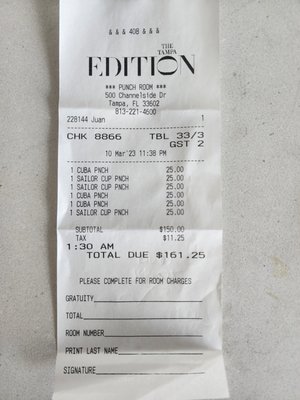 & & & 408 & & &
THE
TAMPA
EDITION
*** PUNCH ROOM ***
500 Channelside Dr
Tampa, FL 33602
813-221-4600
228144 Juan 1
CHK 8866 TBL 33/3
GST 2
10 Mar'23 11:38 PM
1 CUBA PNCH 25.00
1 SAILOR CUP PNCH 25.00
1 SAILOR CUP PNCH 25.00
1 CUBA PNCH 25.00
1 CUBA PNCH 25.00
1 SAILOR CUP PNCH 25.00
SUBTOTAL $150.00
TAX $11.25
1:30 AM
TOTAL DUE $161.25
PLEASE COMPLETE FOR ROOM CHARGES
GRATUITY
TOTAL
ROOM NUMBER
PRINT LAST NAME
SIGNATURE